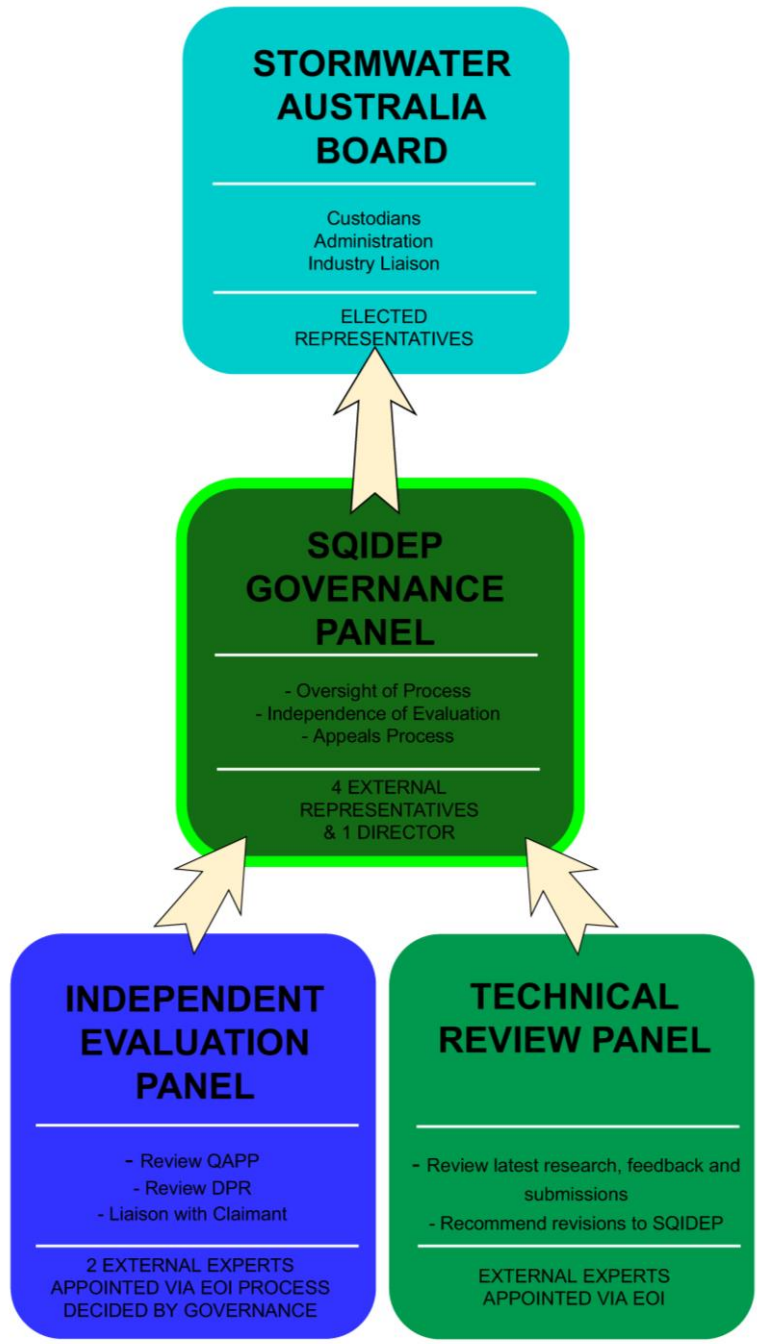 STORMWATER
AUSTRALIA
BOARD
Custodians
Administration
Industry Liaison
ELECTED
REPRESENTATIVES
SQIDEP
GOVERNANCE
PANEL
- Oversight of Process
- Independence of Evaluation
- Appeals Process
4 EXTERNAL
REPRESENTATIVES
& 1 DIRECTOR
INDEPENDENT
EVALUATION
PANEL
- Review QAPP
- Review DPR
- Liaison with Claimant
2 EXTERNAL EXPERTS
APPOINTED VIA EOI PROCESS
DECIDED BY GOVERNANCE
TECHNICAL
REVIEW PANEL
- Review latest research, feedback and
submissions
- Recommend revisions to SQIDEP
EXTERNAL EXPERTS
APPOINTED VIA EOI